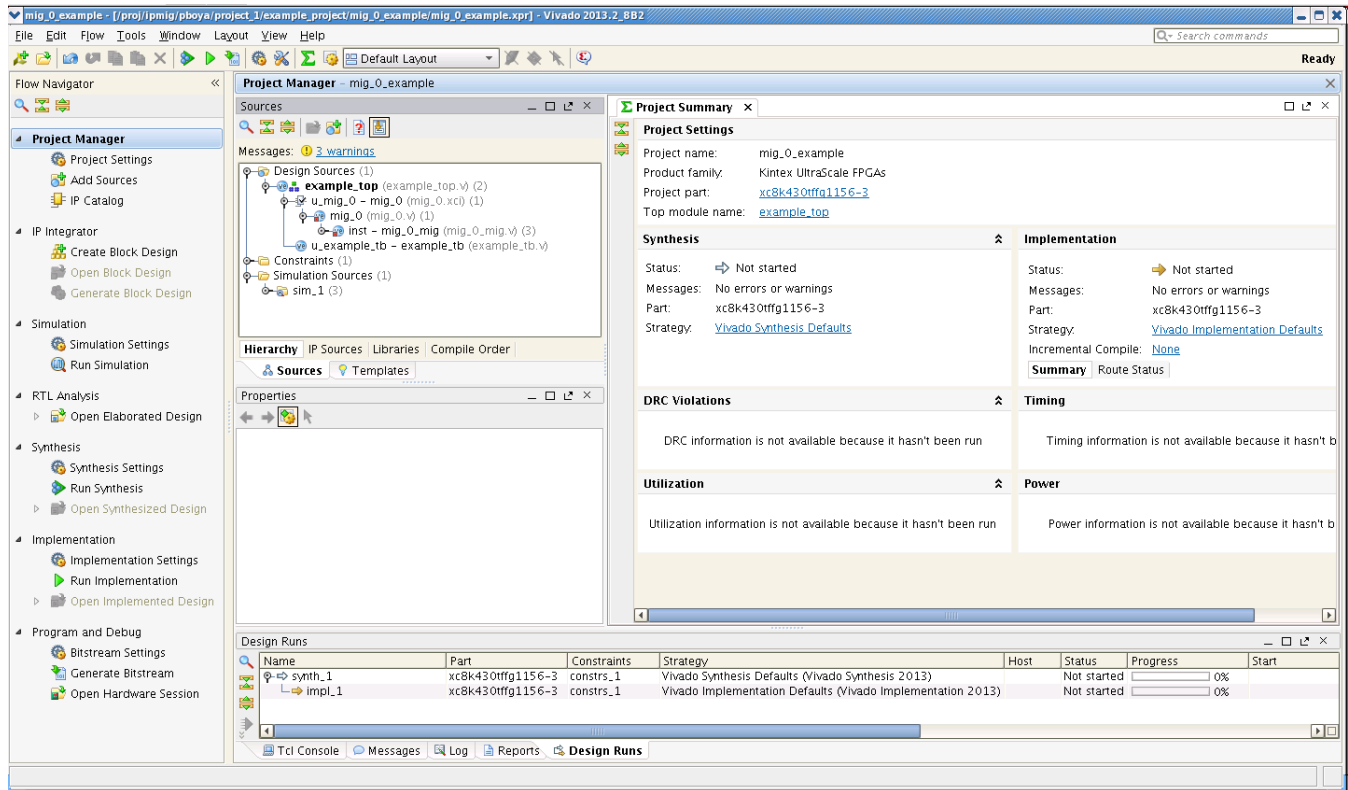 mig_0_example - [/proj/ipmig/pboya/project_1/example_project/mig_0_example/mig_0_example.xpr] - Vivado 2013.2_8B2
File Edit Flow Tools Window Layout View Help
Search commands
Default Layout
Ready
Flow Navigator
Project Manager
Project Settings
Add Sources
IP Catalog
IP Integrator
Create Block Design
Open Block Design
Generate Block Design
Simulation
Simulation Settings
Run Simulation
RTL Analysis
Open Elaborated Design
Synthesis
Synthesis Settings
Run Synthesis
Open Synthesized Design
Implementation
Implementation Settings
Run Implementation
Open Implemented Design
Program and Debug
Bitstream Settings
Generate Bitstream
Open Hardware Session
Project Manager - mig_0_example
Sources
Messages: 3 warnings
Design Sources (1)
example_top (example_top.v) (2)
u_mig_0 - mig_0 (mig_0.xci) (1)
mig_0 (mig_0.v) (1)
inst - mig_0_mig (mig_0_mig.v) (3)
u_example_tb - example_tb (example_tb.v)
Constraints (1)
Simulation Sources (1)
sim_1 (3)
Hierarchy IP Sources Libraries Compile Order
Sources Templates
Properties
Project Summary
Project Settings
Project name: mig_0_example
Product family: Kintex UltraScale FPGAs
Project part: xc8k430tffg1156-3
Top module name: example_top
Synthesis
Status: Not started
Messages: No errors or warnings
Part: xc8k430tffg1156-3
Strategy: Vivado Synthesis Defaults
Implementation
Status: Not started
Messages: No errors or warnings
Part: xc8k430tffg1156-3
Strategy: Vivado Implementation Defaults
Incremental Compile: None
Summary Route Status
DRC Violations
DRC information is not available because it hasn't been run
Timing
Timing information is not available because it hasn't b
Utilization
Utilization information is not available because it hasn't been run
Power
Power information is not available because it hasn't b
Design Runs
Name Part Constraints Strategy Host Status Progress Start
synth_1 xc8k430tffg1156-3 constrs_1 Vivado Synthesis Defaults (Vivado Synthesis 2013) Not started 0%
impl_1 xc8k430tffg1156-3 constrs_1 Vivado Implementation Defaults (Vivado Implementation 2013) Not started 0%
Tcl Console Messages Log Reports Design Runs